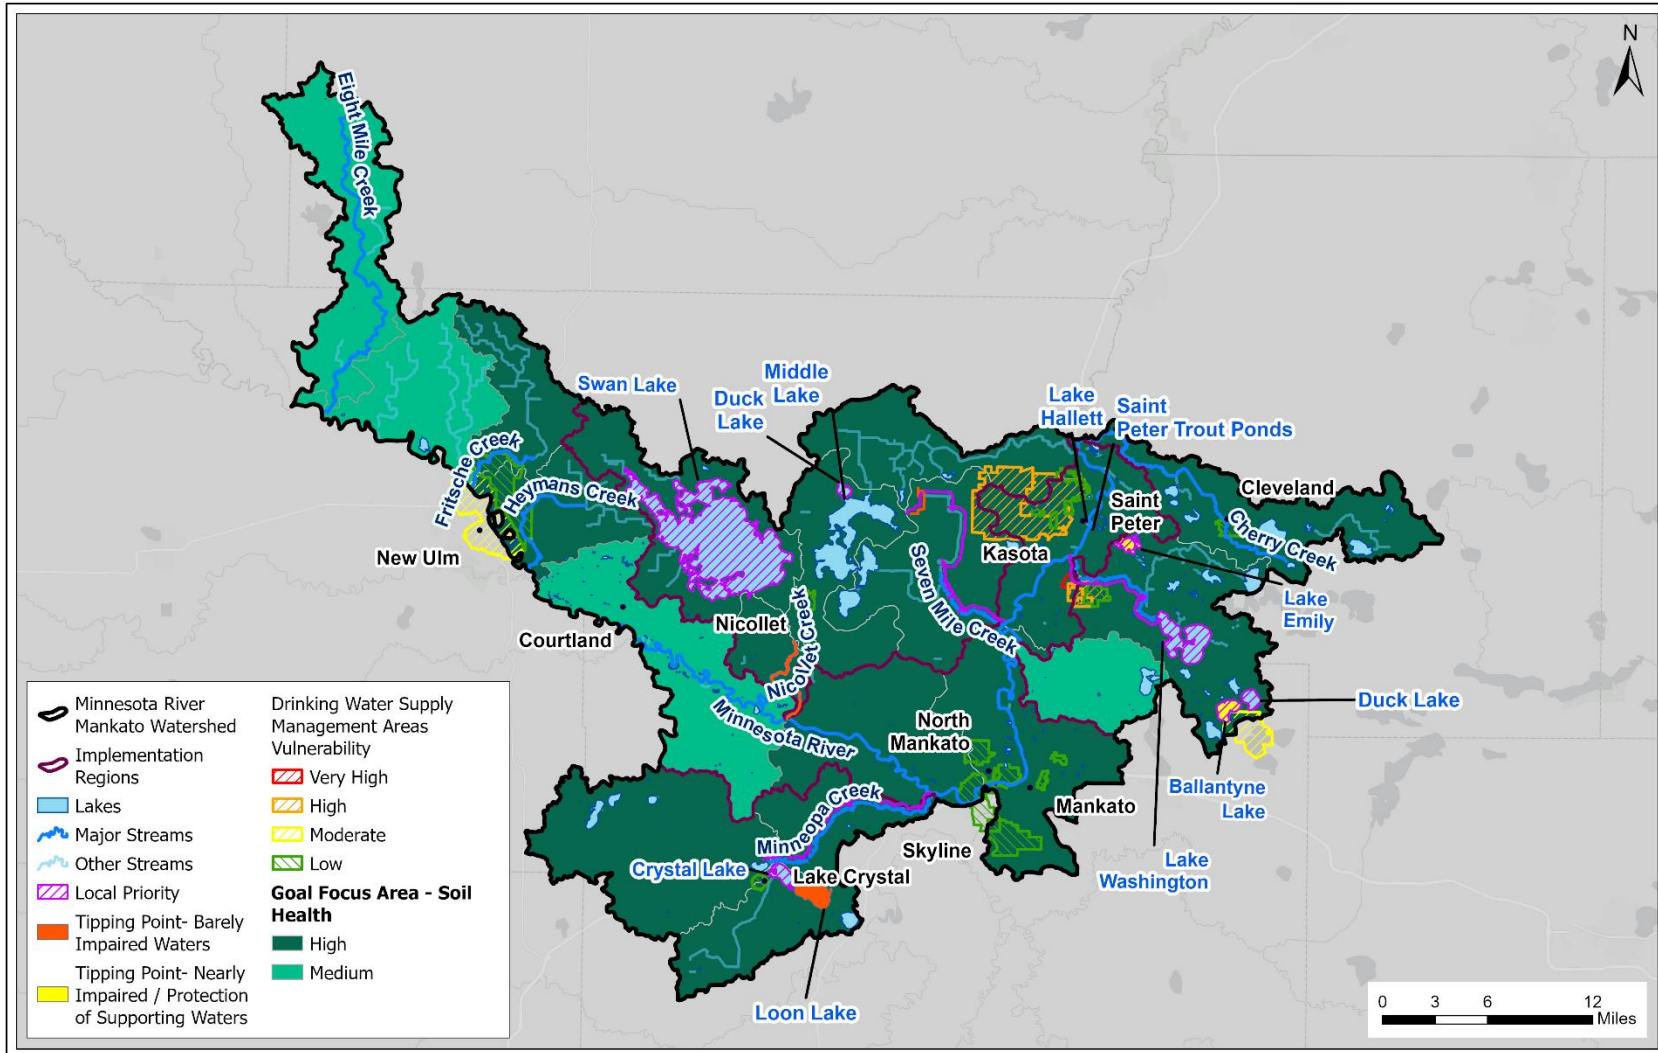 N
Eight Mile Creek
Swan Lake
Middle
Lake
Duck
Lake
Lake
Hallett
Saint
Peter Trout Ponds
Fritsche Creek
Heymans Creek
Saint
Peter
Cleveland
Cherry Creek
New Ulm
Kasota
Seven Mile Creek
Lake
Emily
Courtland
Nicollet
Nicollet Creek
Minnesota River
North
Mankato
Duck Lake
Ballantyne
Lake
Mankato
Minneopa Creek
Skyline
Lake
Washington
Crystal Lake
Lake Crystal
Loon Lake
Minnesota River
Mankato Watershed
Implementation
Regions
Lakes
Major Streams
Other Streams
Local Priority
Tipping Point- Barely
Impaired Waters
Tipping Point- Nearly
Impaired / Protection
of Supporting Waters
Drinking Water Supply
Management Areas
Vulnerability
Very High
High
Moderate
Low
Goal Focus Area - Soil
Health
High
Medium
0 3 6 12
Miles